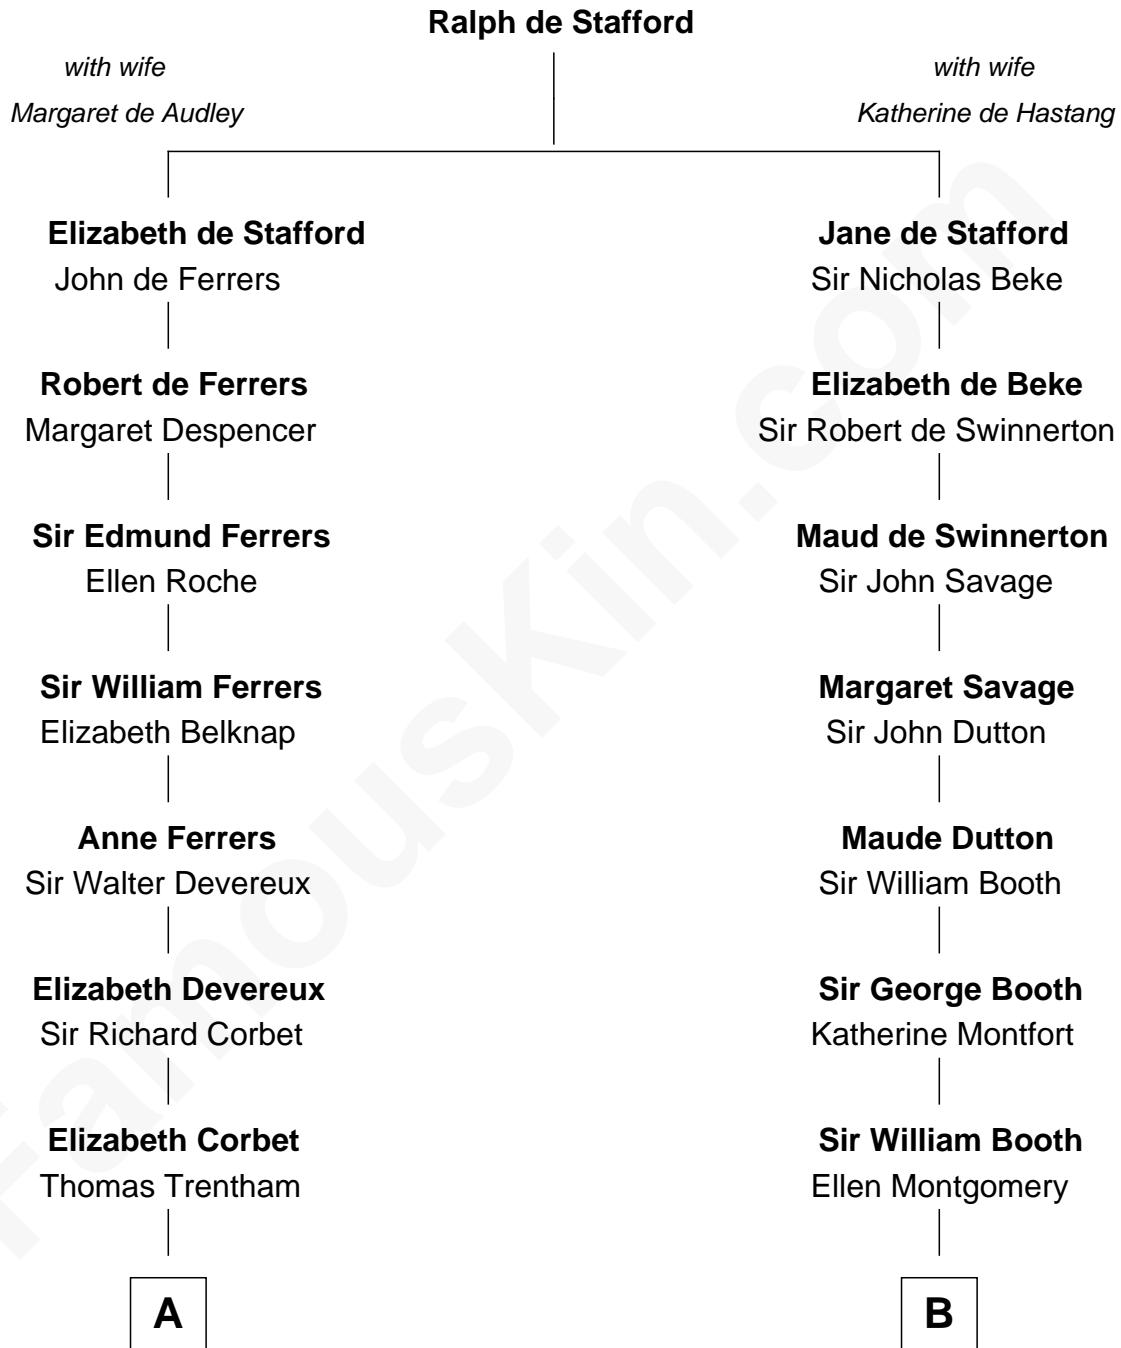 Ralph de Stafford
with wife
Margaret de Audley
with wife
Katherine de Hastang
Elizabeth de Stafford
John de Ferrers
Jane de Stafford
Sir Nicholas Beke
Robert de Ferrers
Margaret Despencer
Elizabeth de Beke
Sir Robert de Swinnerton
Sir Edmund Ferrers
Ellen Roche
Maud de Swinnerton
Sir John Savage
Sir William Ferrers
Elizabeth Belknap
Margaret Savage
Sir John Dutton
Anne Ferrers
Sir Walter Devereux
Maude Dutton
Sir William Booth
Elizabeth Devereux
Sir Richard Corbet
Sir George Booth
Katherine Montfort
Elizabeth Corbet
Thomas Trentham
Sir William Booth
Ellen Montgomery
A
B
FamousKin.com